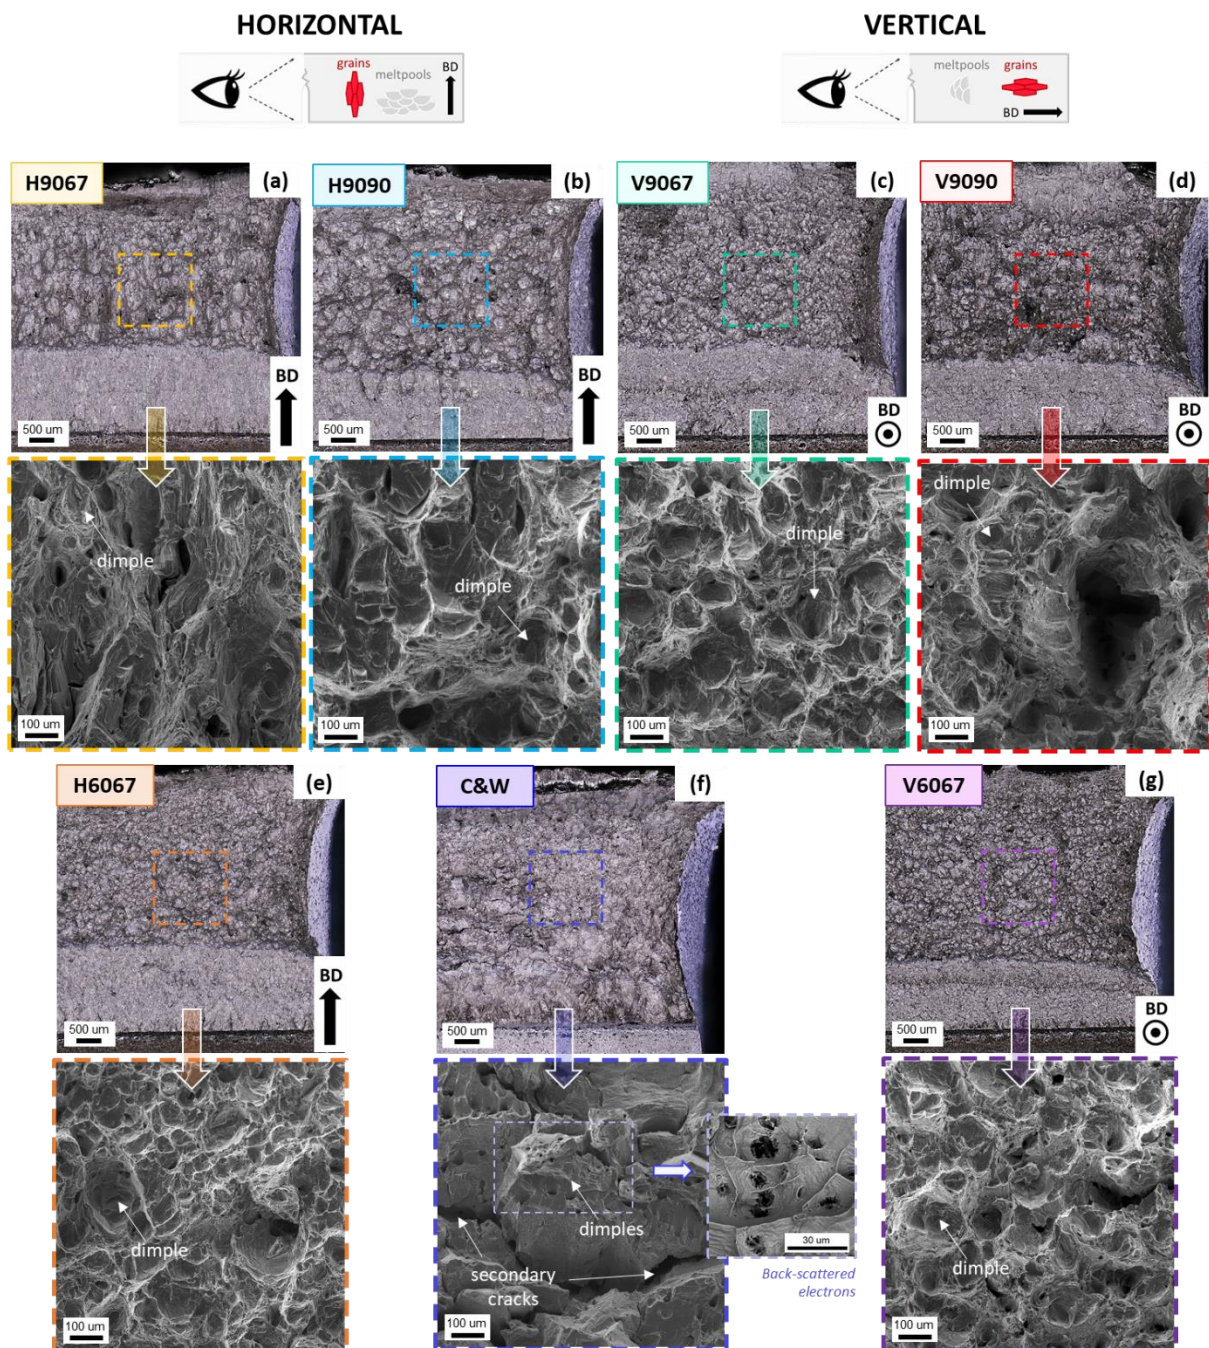 HORIZONTAL
VERTICAL
grains
meltpools
BD
meltpools
grains
BD
H9067
(a)
H9090
(b)
V9067
(c)
V9090
(d)
BD
BD
BD
BD
500 um
500 um
500 um
500 um
dimple
dimple
dimple
dimple
100 um
100 um
100 um
100 um
H6067
(e)
C&W
(f)
V6067
(g)
BD
BD
500 um
500 um
500 um
dimple
dimples
secondary
cracks
30 um
Back-scattered
electrons
dimple
100 um
100 um
100 um